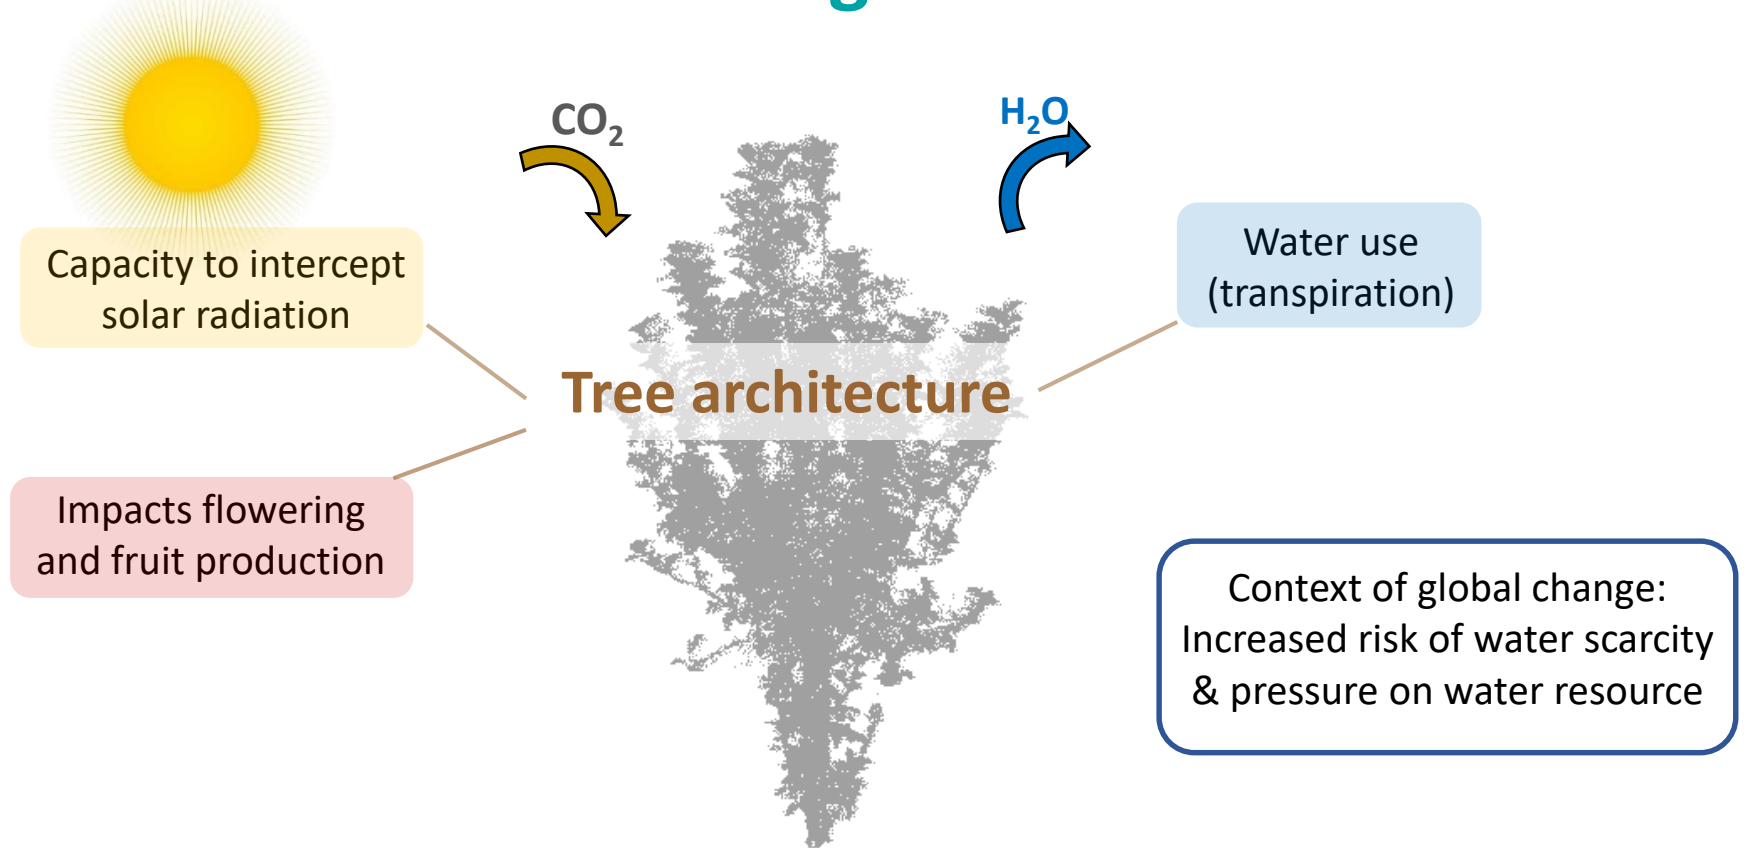 CO₂
H₂O
Capacity to intercept
solar radiation
Water use
(transpiration)
Tree architecture
Impacts flowering
and fruit production
Context of global change:
Increased risk of water scarcity
& pressure on water resource